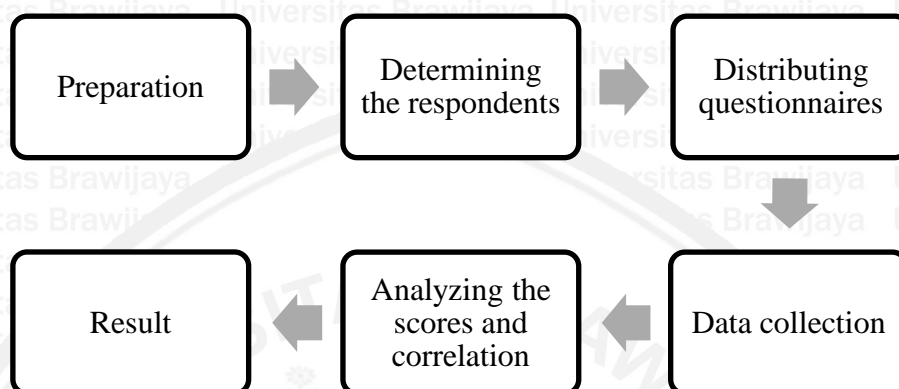 Preparation
Determining
the respondents
Distributing
questionnaires
Data collection
Analyzing the
scores and
correlation
Result